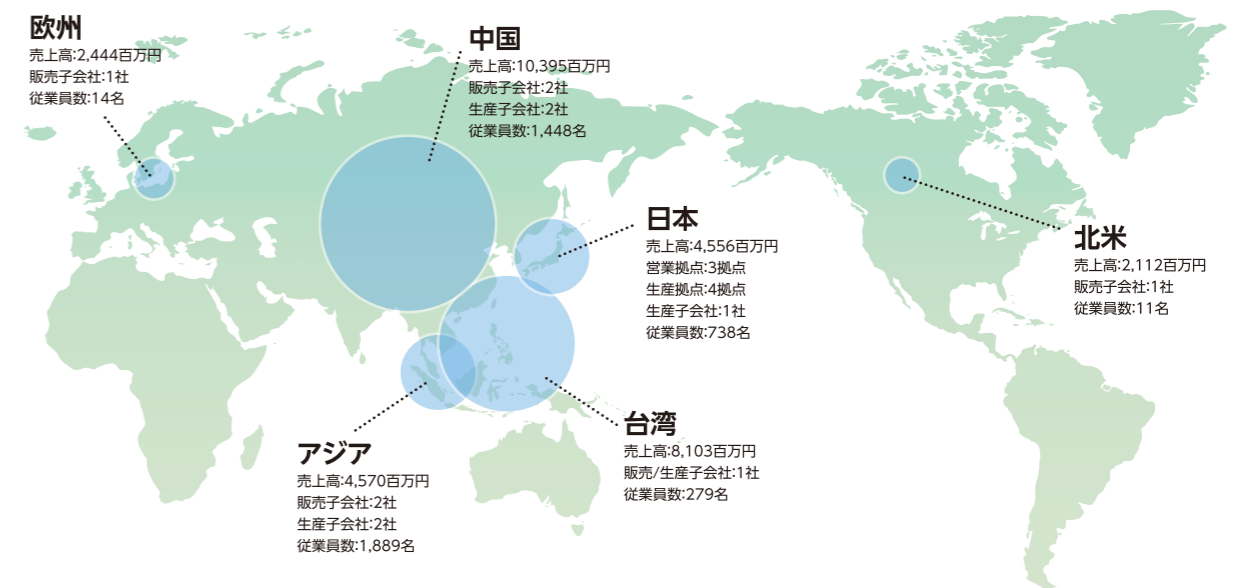 欧州
売上高:2,444百万円
販売子会社:1社
従業員数:14名
中国
売上高:10,395百万円
販売子会社:2社
生産子会社:2社
従業員数:1,448名
日本
売上高:4,556百万円
営業拠点:3拠点
生産拠点:4拠点
生産子会社:1社
従業員数:738名
北米
売上高:2,112百万円
販売子会社:1社
従業員数:11名
アジア
売上高:4,570百万円
販売子会社:2社
生産子会社:2社
従業員数:1,889名
台湾
売上高:8,103百万円
販売/生産子会社:1社
従業員数:279名